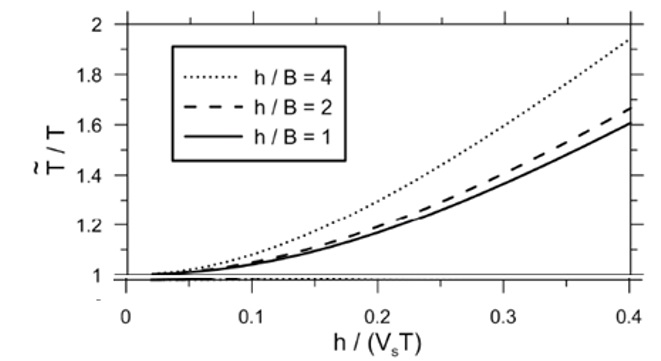 2
1.8
1.6
1.4
1.2
1
T̃ / T
h / B = 4
h / B = 2
h / B = 1
0 0.1 0.2 0.3 0.4
h / (VₛT)